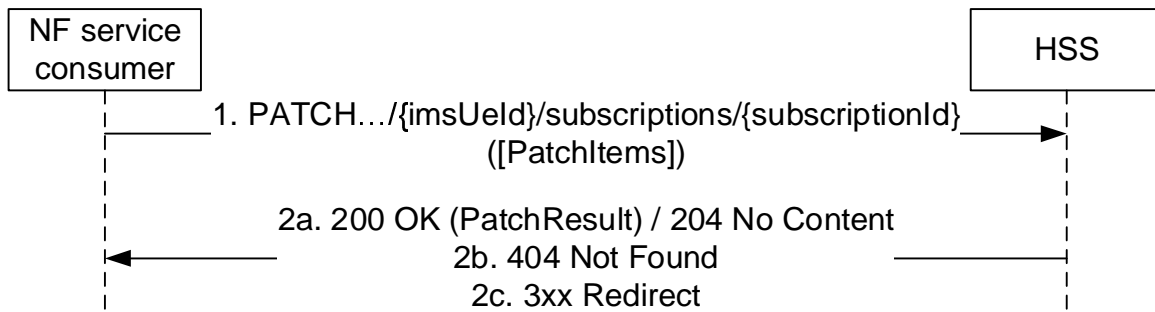 NF service
consumer
HSS
1. PATCH…/{imsUeId}/subscriptions/{subscriptionId}
([PatchItems])
2a. 200 OK (PatchResult) / 204 No Content
2b. 404 Not Found
2c. 3xx Redirect